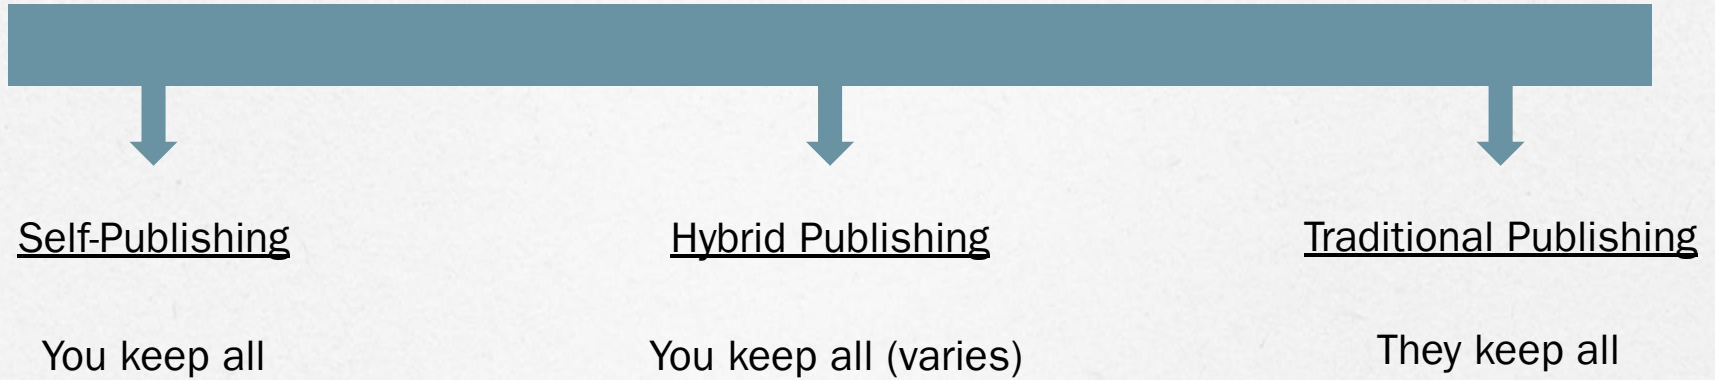 Self-Publishing
Hybrid Publishing
Traditional Publishing
You keep all
You keep all (varies)
They keep all